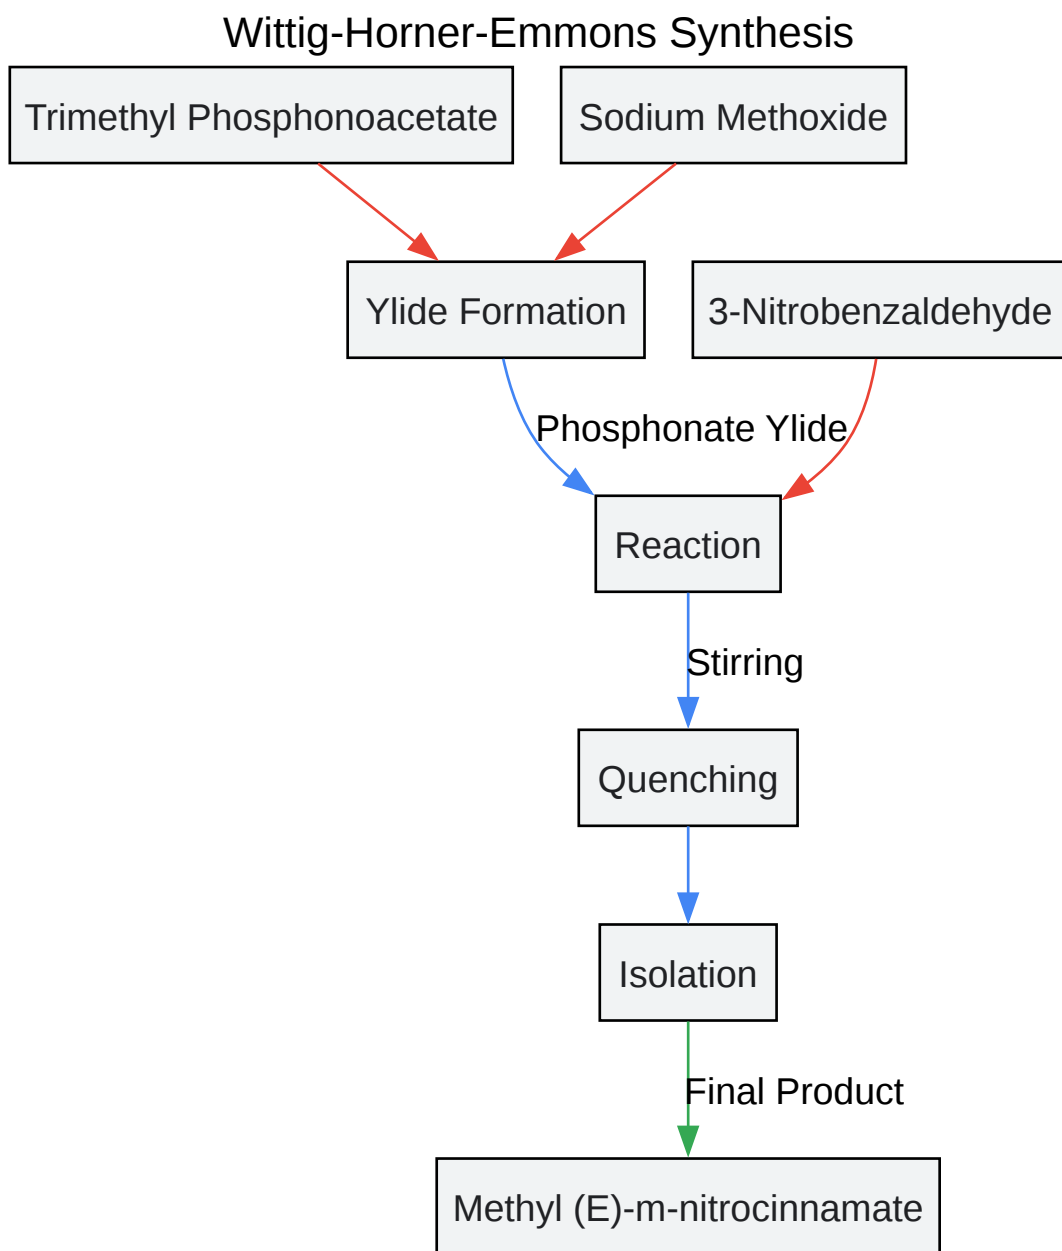 Wittig-Horner-Emmons Synthesis
Trimethyl Phosphonoacetate
Sodium Methoxide
Ylide Formation
3-Nitrobenzaldehyde
Phosphonate Ylide
Reaction
Stirring
Quenching
Isolation
Final Product
Methyl (E)-m-nitrocinnamate